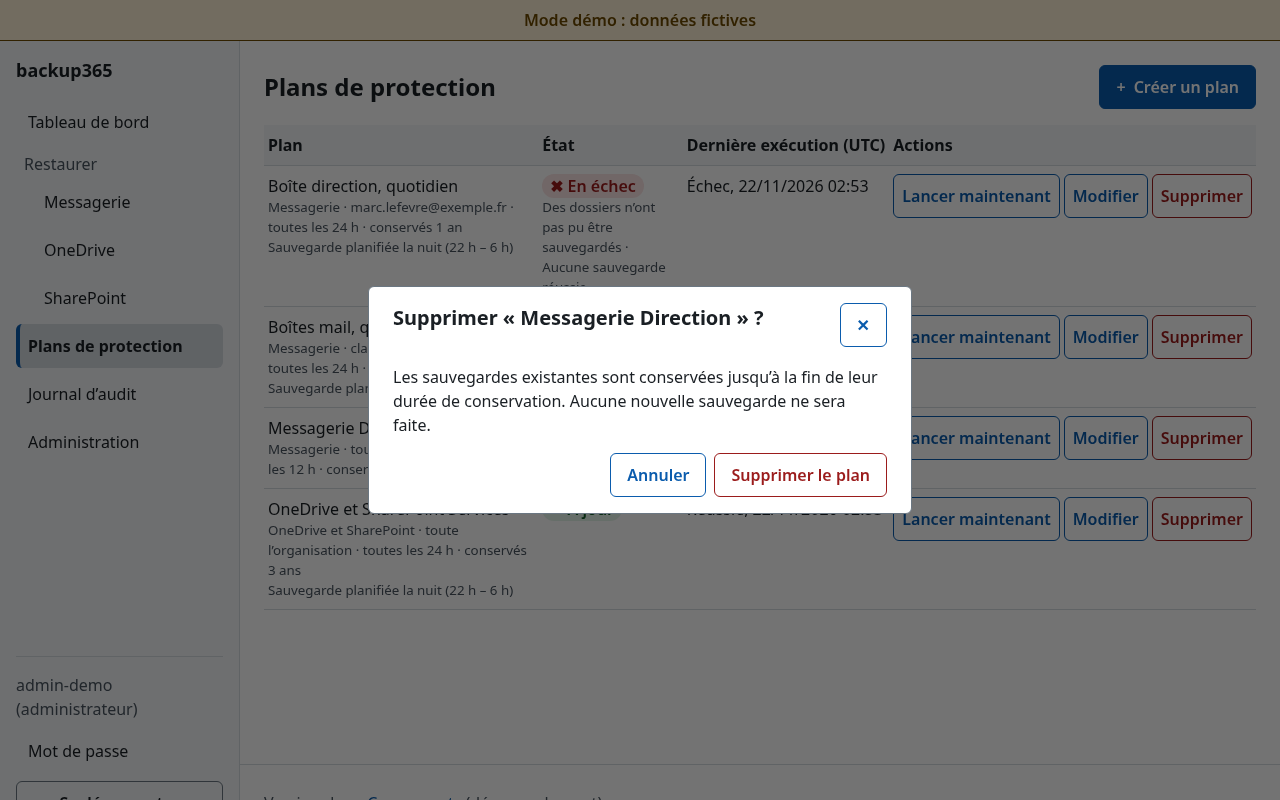 Mode démo : données fictives
backup365
Tableau de bord
Restaurer
Messagerie
OneDrive
SharePoint
Plans de protection
Journal d’audit
Administration
admin-demo
(administrateur)
Mot de passe
Plans de protection
+ Créer un plan
Plan État Dernière exécution (UTC) Actions
Boîte direction, quotidien
Messagerie · marc.lefevre@exemple.fr ·
toutes les 24 h · conservés 1 an
Sauvegarde planifiée la nuit (22 h – 6 h)
✖ En échec
Des dossiers n’ont
pas pu être
sauvegardés ·
Aucune sauvegarde
Échec, 22/11/2026 02:53
Lancer maintenant Modifier Supprimer
Boîtes mail,
Messagerie ·
toutes les 24 h ·
Sauvegarde
Lancer maintenant Modifier Supprimer
Messagerie
Messagerie ·
les 12 h ·
Lancer maintenant Modifier Supprimer
OneDrive et SharePoint Services
OneDrive et SharePoint · toute
l’organisation · toutes les 24 h · conservés
3 ans
Sauvegarde planifiée la nuit (22 h – 6 h)
Lancer maintenant Modifier Supprimer
Supprimer « Messagerie Direction » ?
×
Les sauvegardes existantes sont conservées jusqu’à la fin de leur
durée de conservation. Aucune nouvelle sauvegarde ne sera
faite.
Annuler Supprimer le plan